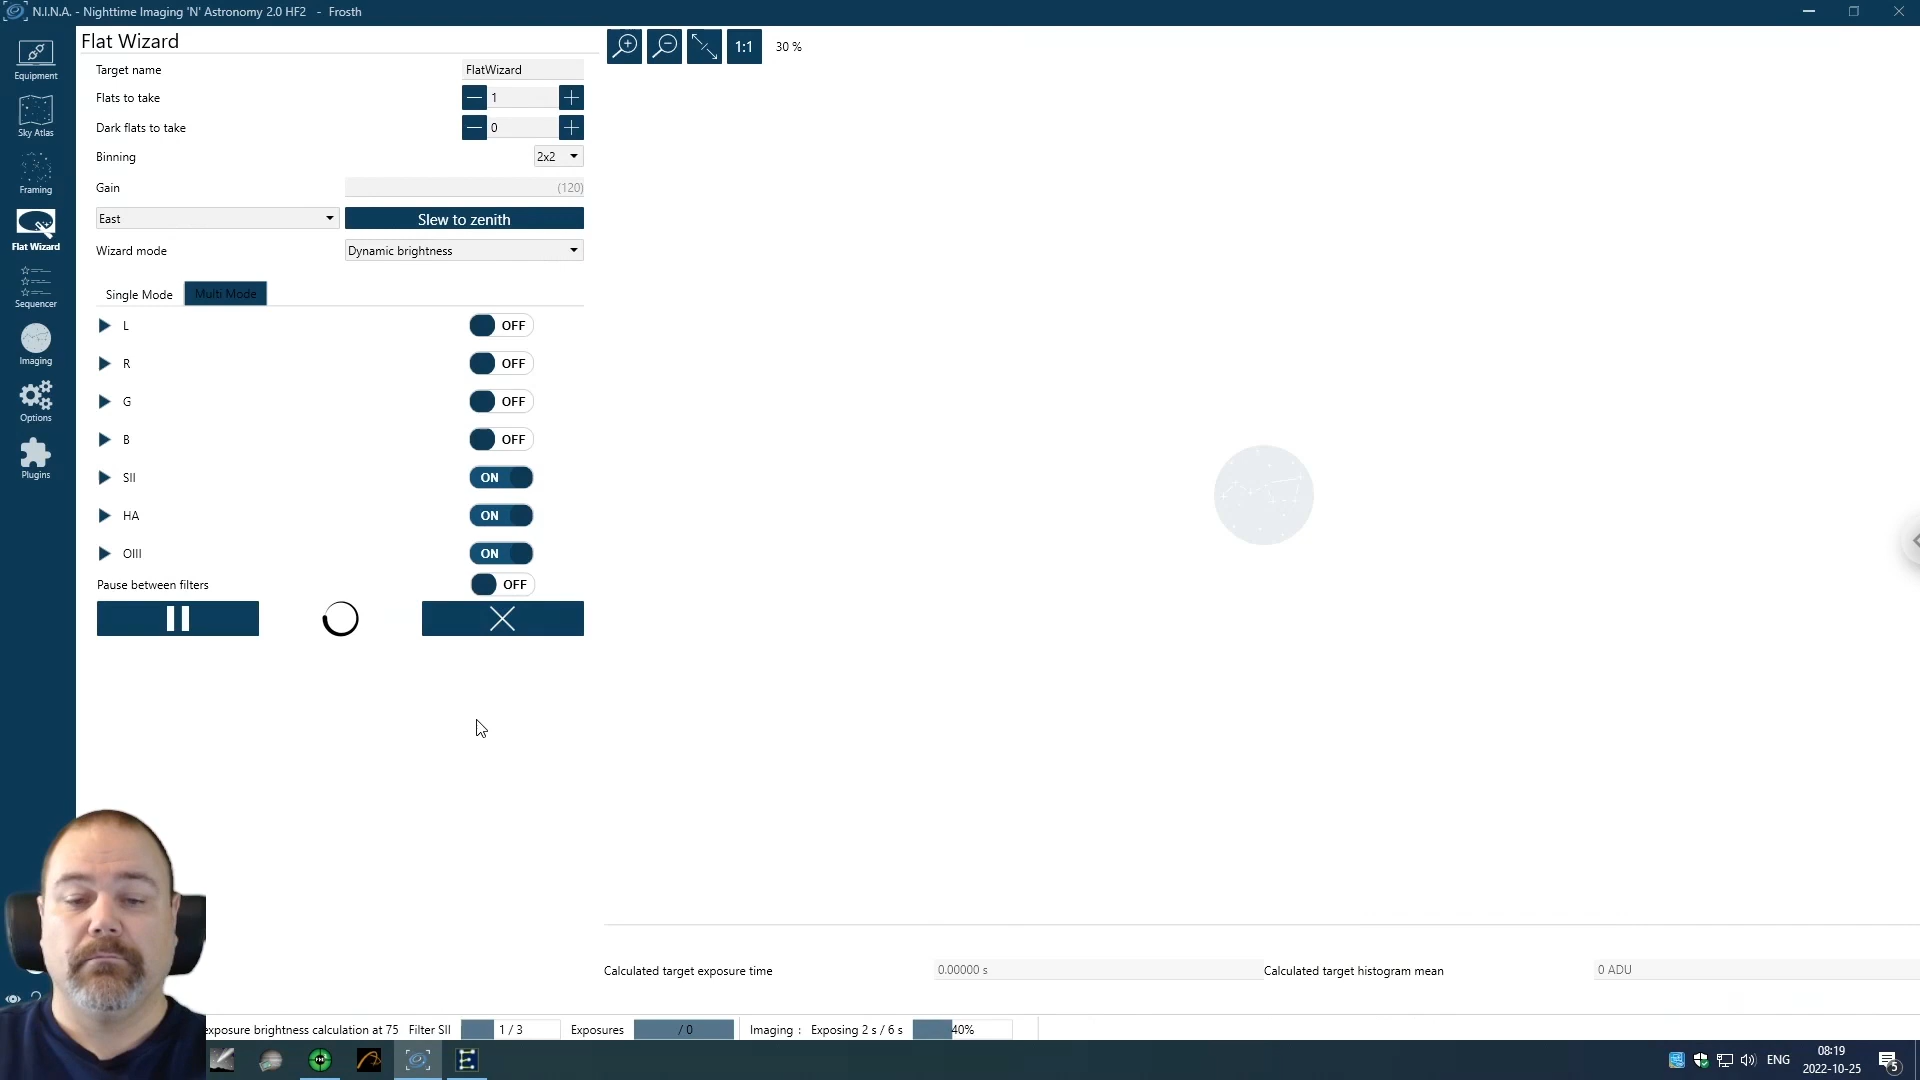 N.I.N.A. - Nighttime Imaging 'N' Astronomy 2.0 HF2 - Frosth
Equipment
Sky Atlas
Framing
Flat Wizard
Sequencer
Imaging
Options
Plugins
Flat Wizard
Target name FlatWizard
Flats to take 1
Dark flats to take 0
Binning 2x2
Gain (120)
East Slew to zenith
Wizard mode Dynamic brightness
Single Mode Multi Mode
L OFF
R OFF
G OFF
B OFF
SII ON
HA ON
OIII ON
Pause between filters OFF
1:1 30 %
Calculated target exposure time 0.00000 s Calculated target histogram mean 0 ADU
exposure brightness calculation at 75 Filter SII 1 / 3 Exposures / 0 Imaging : Exposing 2 s / 6 s 40%
ENG
08:19
2022-10-25
5